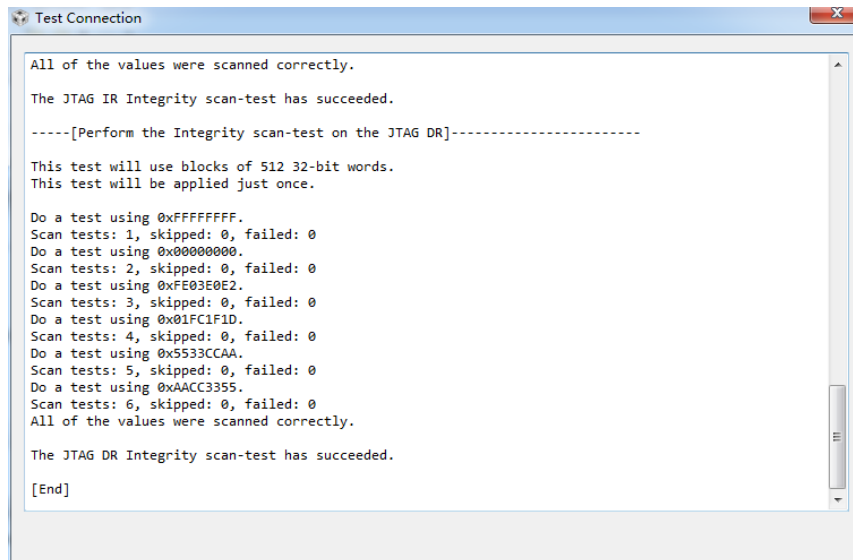 Test Connection
All of the values were scanned correctly.
The JTAG IR Integrity scan-test has succeeded.
-----[Perform the Integrity scan-test on the JTAG DR]------------------------
This test will use blocks of 512 32-bit words.
This test will be applied just once.
Do a test using 0xFFFFFFFF.
Scan tests: 1, skipped: 0, failed: 0
Do a test using 0x00000000.
Scan tests: 2, skipped: 0, failed: 0
Do a test using 0xFE03E0E2.
Scan tests: 3, skipped: 0, failed: 0
Do a test using 0x01FC1F1D.
Scan tests: 4, skipped: 0, failed: 0
Do a test using 0x5533CCAA.
Scan tests: 5, skipped: 0, failed: 0
Do a test using 0xAACC3355.
Scan tests: 6, skipped: 0, failed: 0
All of the values were scanned correctly.
The JTAG DR Integrity scan-test has succeeded.
[End]